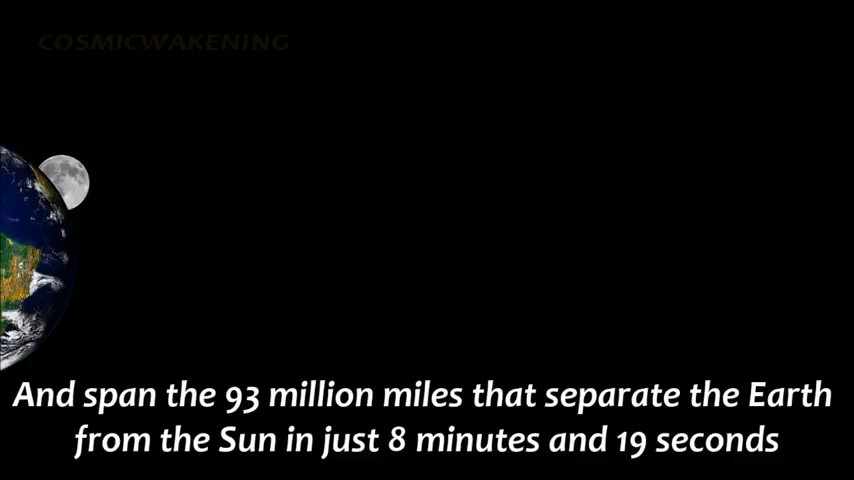 COSMICWAKENING
And span the 93 million miles that separate the Earth
from the Sun in just 8 minutes and 19 seconds